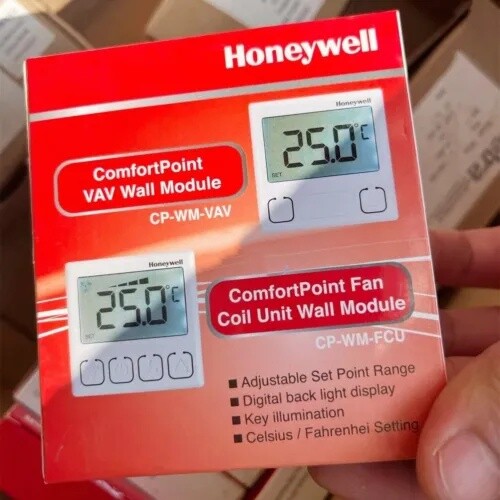 Honeywell
Honeywell
25.0°C
SET
ComfortPoint
VAV Wall Module
CP-WM-VAV
Honeywell
25.0°C
SET
ComfortPoint Fan
Coil Unit Wall Module
CP-WM-FCU
■ Adjustable Set Point Range
■ Digital back light display
■ Key illumination
■ Celsius / Fahrenhei Setting